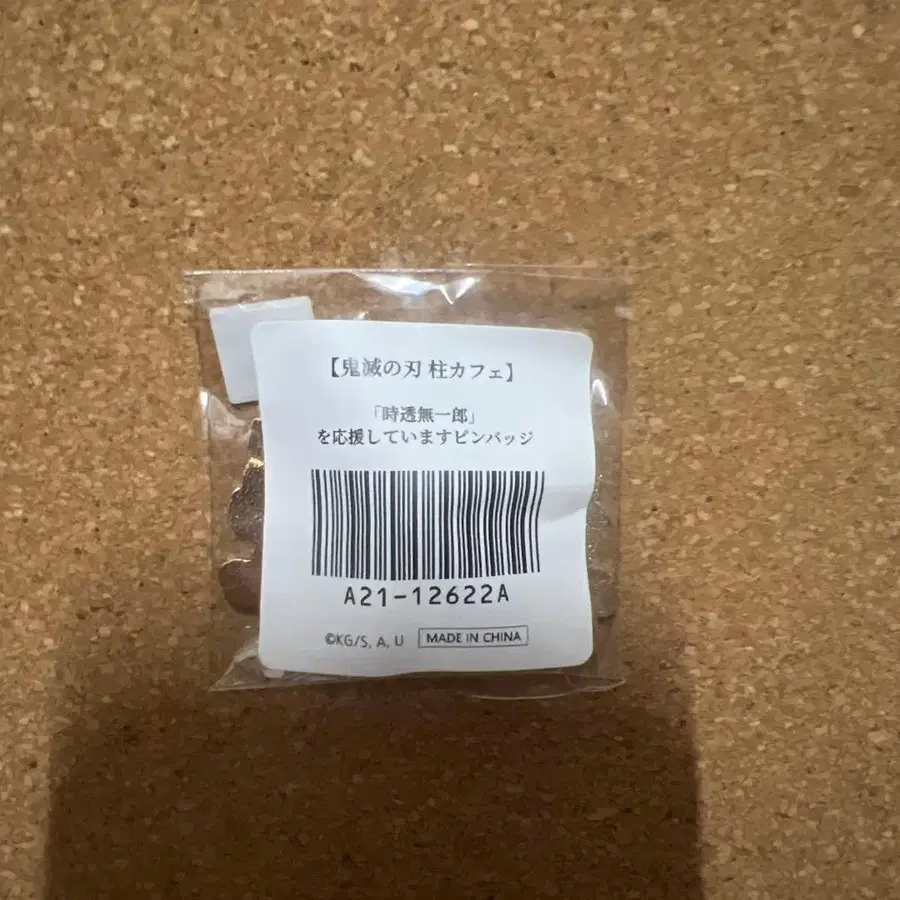 【鬼滅の刃 柱カフェ】
「時透無一郎」
を応援していますピンバッジ
A21-12622A
©KG/S, A, U MADE IN CHINA